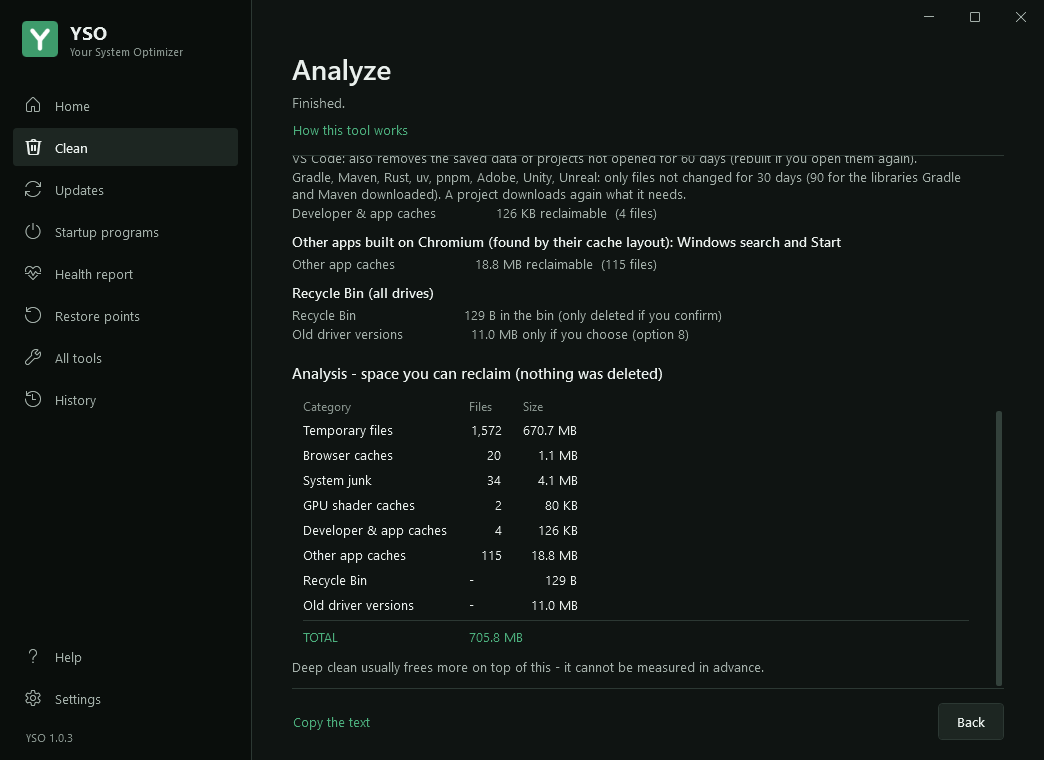 Y
YSO
Your System Optimizer
Home
Clean
Updates
Startup programs
Health report
Restore points
All tools
History
? Help
Settings
YSO 1.0.3
Analyze
Finished.
How this tool works
VS Code: also removes the saved data of projects not opened for 60 days (rebuilt if you open them again).
Gradle, Maven, Rust, uv, pnpm, Adobe, Unity, Unreal: only files not changed for 30 days (90 for the libraries Gradle
and Maven downloaded). A project downloads again what it needs.
Developer & app caches 126 KB reclaimable (4 files)
Other apps built on Chromium (found by their cache layout): Windows search and Start
Other app caches 18.8 MB reclaimable (115 files)
Recycle Bin (all drives)
Recycle Bin 129 B in the bin (only deleted if you confirm)
Old driver versions 11.0 MB only if you choose (option 8)
Analysis - space you can reclaim (nothing was deleted)
Category Files Size
Temporary files 1,572 670.7 MB
Browser caches 20 1.1 MB
System junk 34 4.1 MB
GPU shader caches 2 80 KB
Developer & app caches 4 126 KB
Other app caches 115 18.8 MB
Recycle Bin - 129 B
Old driver versions - 11.0 MB
TOTAL 705.8 MB
Deep clean usually frees more on top of this - it cannot be measured in advance.
Copy the text
Back